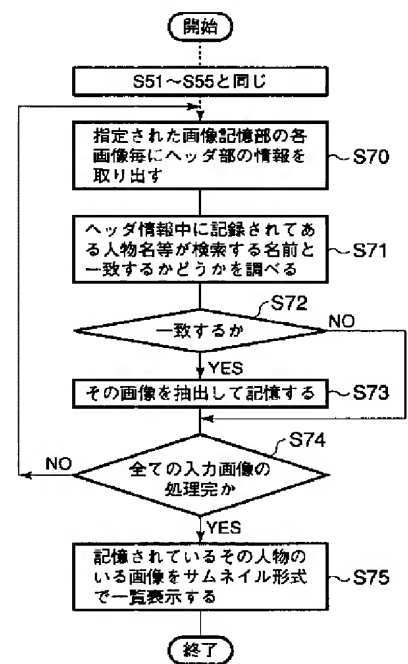 開始
S51～S55と同じ
指定された画像記憶部の各
画像毎にヘッダ部の情報を
取り出す
S70
ヘッダ情報中に記録されてあ
る人物名等が検索する名前と
一致するかどうかを調べる
S71
S72
一致するか
NO
YES
その画像を抽出して記憶する
S73
S74
NO
全ての入力画像の
処理完か
YES
記憶されているその人物の
いる画像をサムネイル形式
で一覧表示する
S75
終了